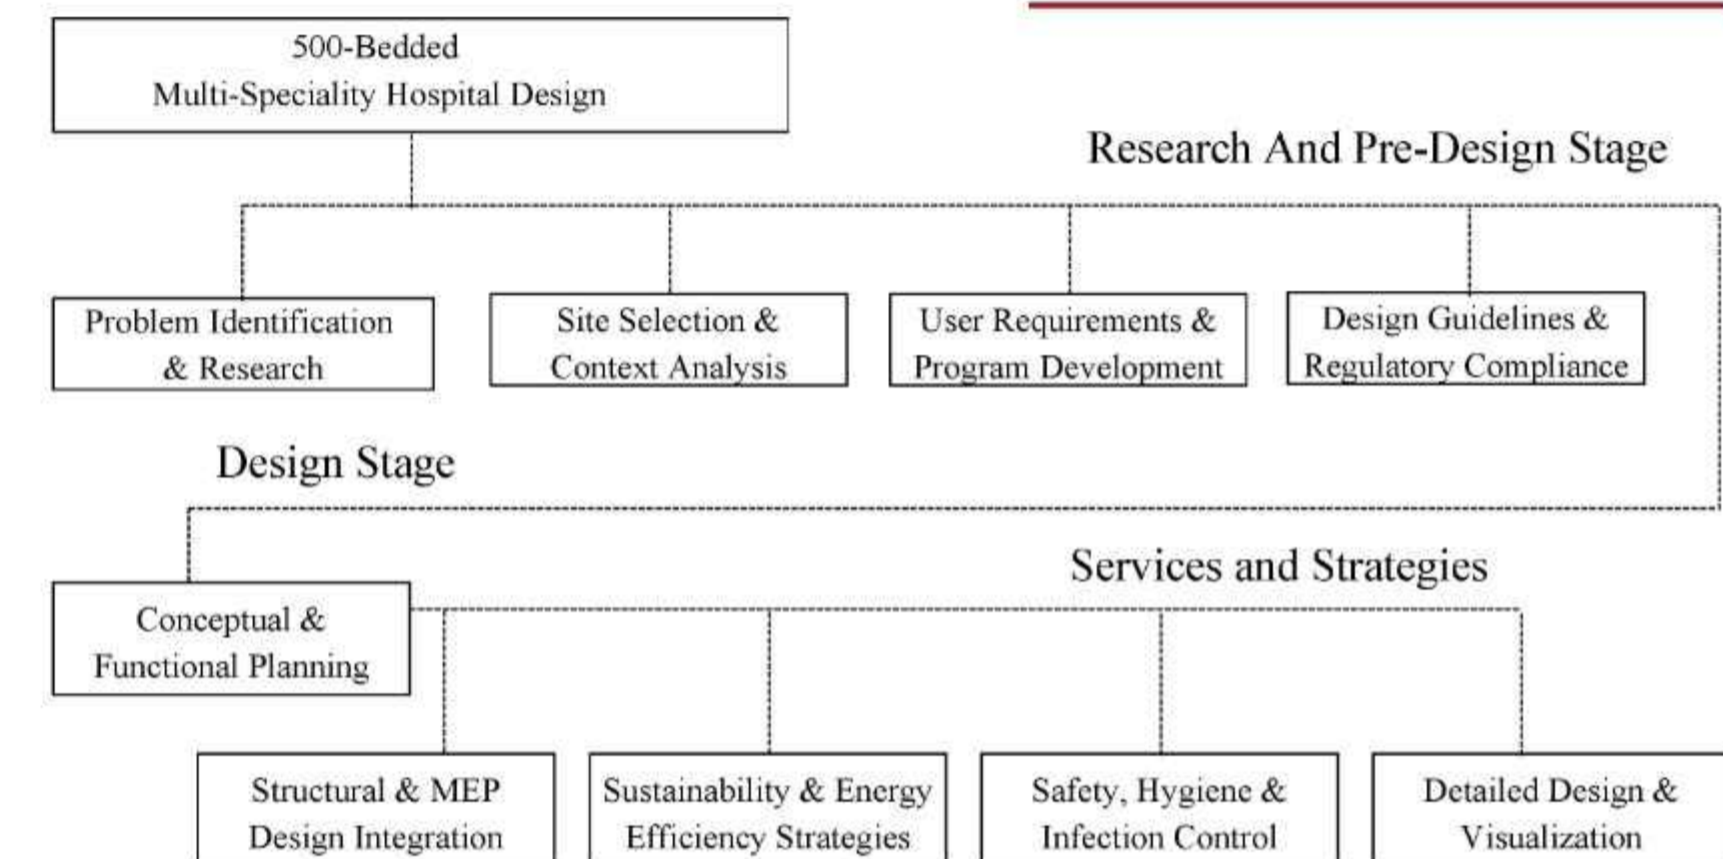 500-Bedded
Multi-Speciality Hospital Design
Research And Pre-Design Stage
Problem Identification
& Research
Site Selection &
Context Analysis
User Requirements &
Program Development
Design Guidelines &
Regulatory Compliance
Design Stage
Services and Strategies
Conceptual &
Functional Planning
Structural & MEP
Design Integration
Sustainability & Energy
Efficiency Strategies
Safety, Hygiene &
Infection Control
Detailed Design &
Visualization